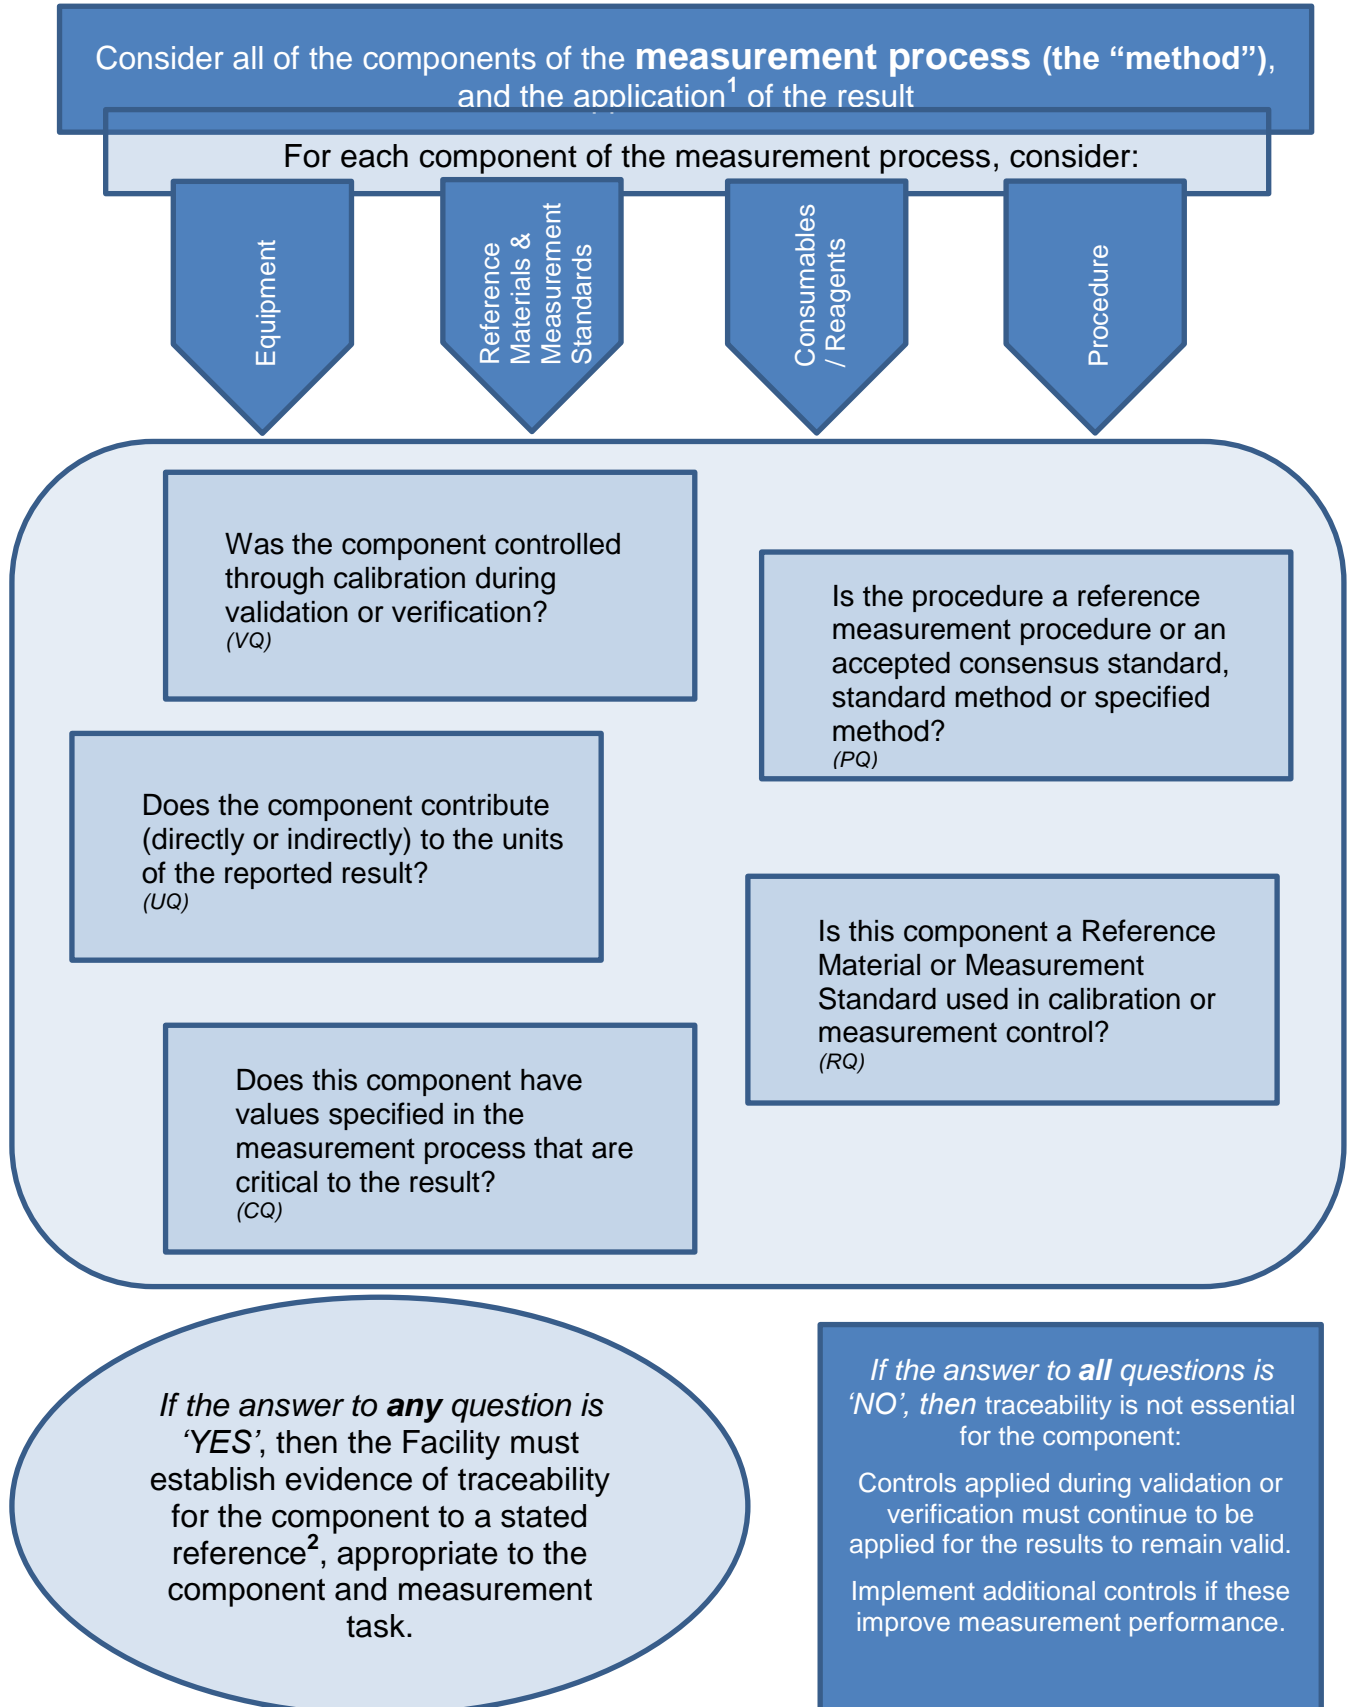 Consider all of the components of the measurement process (the “method”),
and the application1 of the result
For each component of the measurement process, consider:
Equipment
Reference
Materials &
Measurement
Standards
Consumables
/ Reagents
Procedure
Was the component controlled
through calibration during
validation or verification?
(VQ)
Is the procedure a reference
measurement procedure or an
accepted consensus standard,
standard method or specified
method?
(PQ)
Does the component contribute
(directly or indirectly) to the units
of the reported result?
(UQ)
Is this component a Reference
Material or Measurement
Standard used in calibration or
measurement control?
(RQ)
Does this component have
values specified in the
measurement process that are
critical to the result?
(CQ)
If the answer to any question is
‘YES’, then the Facility must
establish evidence of traceability
for the component to a stated
reference2, appropriate to the
component and measurement
task.
If the answer to all questions is
‘NO’, then traceability is not essential
for the component:
Controls applied during validation or
verification must continue to be
applied for the results to remain valid.
Implement additional controls if these
improve measurement performance.